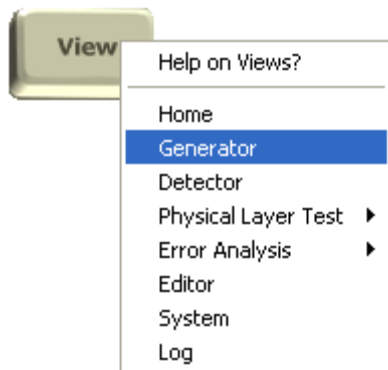 View
Help on Views?
Home
Generator
Detector
Physical Layer Test
Error Analysis
Editor
System
Log